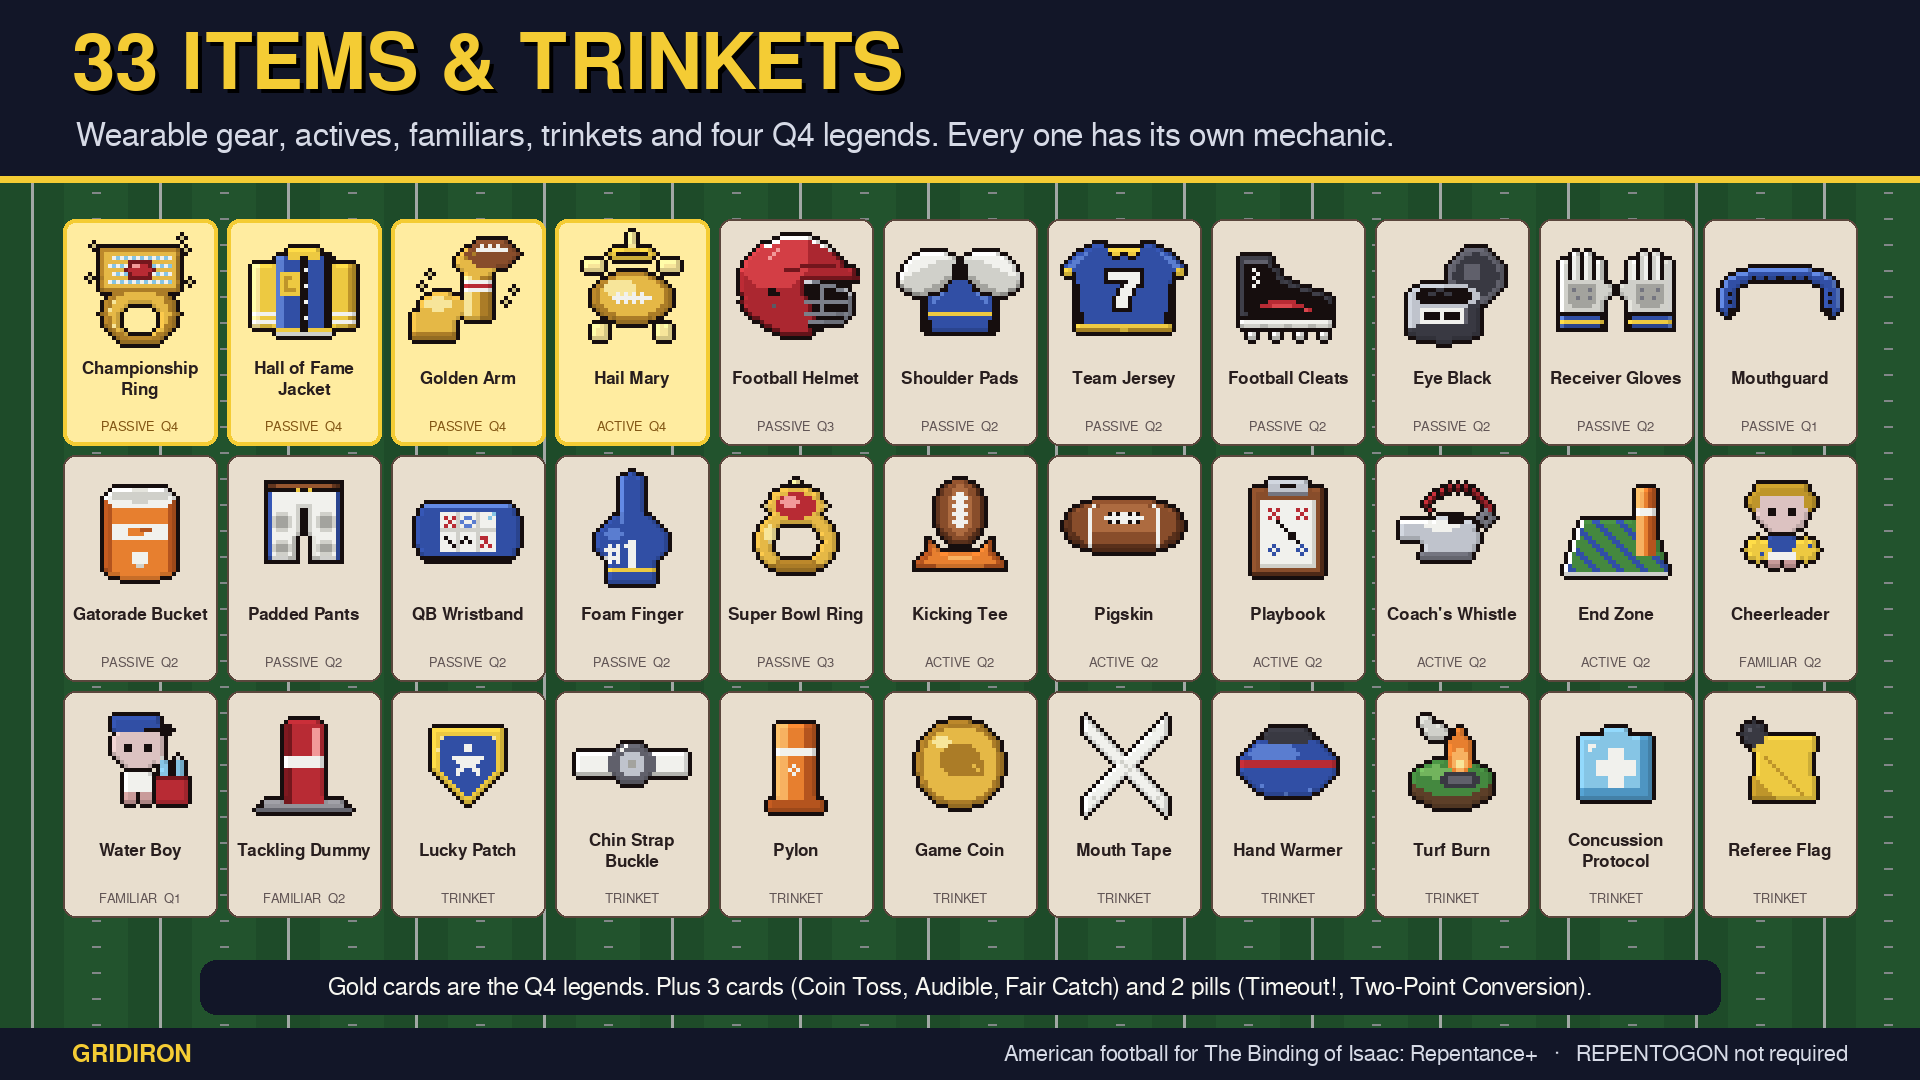 33 ITEMS & TRINKETS
Wearable gear, actives, familiars, trinkets and four Q4 legends. Every one has its own mechanic.
Championship
Ring
PASSIVE Q4
Hall of Fame
Jacket
PASSIVE Q4
Golden Arm
PASSIVE Q4
Hail Mary
ACTIVE Q4
Football Helmet
PASSIVE Q3
Shoulder Pads
PASSIVE Q2
7
Team Jersey
PASSIVE Q2
Football Cleats
PASSIVE Q2
Eye Black
PASSIVE Q2
Receiver Gloves
PASSIVE Q2
Mouthguard
PASSIVE Q1
Gatorade Bucket
PASSIVE Q2
Padded Pants
PASSIVE Q2
QB Wristband
PASSIVE Q2
#1
Foam Finger
PASSIVE Q2
Super Bowl Ring
PASSIVE Q3
Kicking Tee
ACTIVE Q2
Pigskin
ACTIVE Q2
Playbook
ACTIVE Q2
Coach's Whistle
ACTIVE Q2
End Zone
ACTIVE Q2
Cheerleader
FAMILIAR Q2
Water Boy
FAMILIAR Q1
Tackling Dummy
FAMILIAR Q2
Lucky Patch
TRINKET
Chin Strap
Buckle
TRINKET
Pylon
TRINKET
Game Coin
TRINKET
Mouth Tape
TRINKET
Hand Warmer
TRINKET
Turf Burn
TRINKET
Concussion
Protocol
TRINKET
Referee Flag
TRINKET
Gold cards are the Q4 legends. Plus 3 cards (Coin Toss, Audible, Fair Catch) and 2 pills (Timeout!, Two-Point Conversion).
GRIDIRON
American football for The Binding of Isaac: Repentance+ · REPENTOGON not required